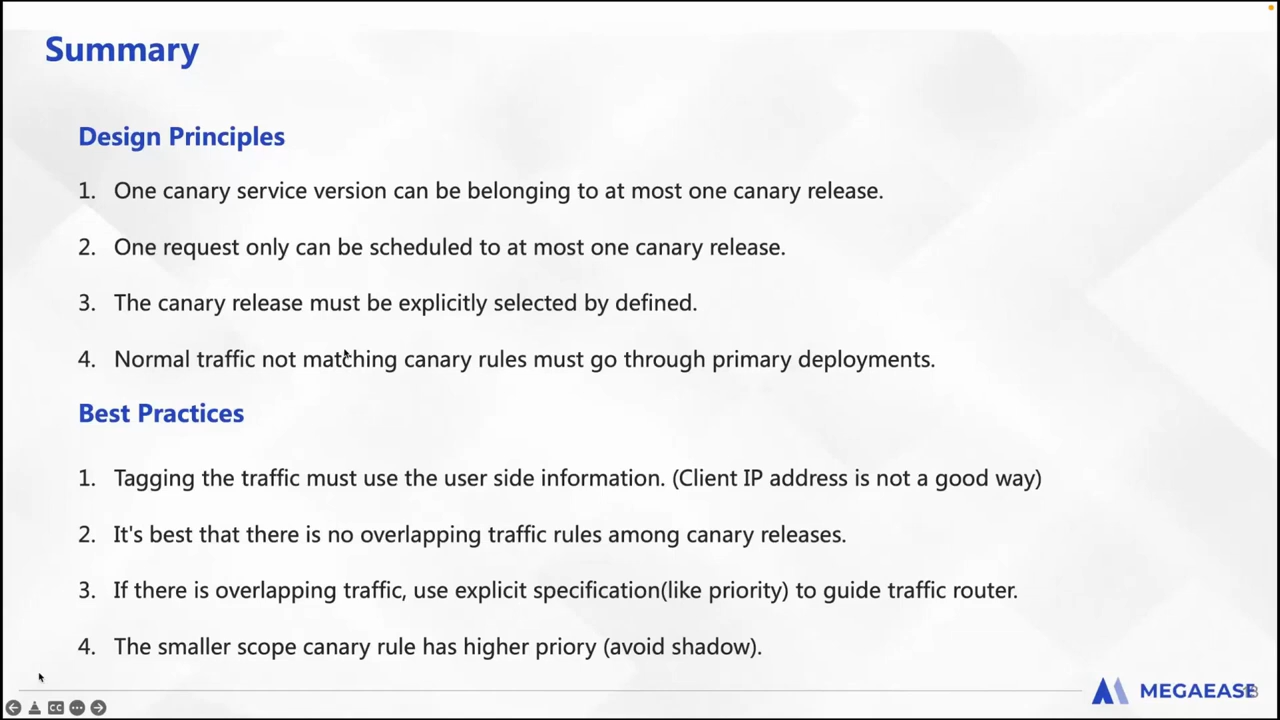 Summary
Design Principles
1. One canary service version can be belonging to at most one canary release.
2. One request only can be scheduled to at most one canary release.
3. The canary release must be explicitly selected by defined.
4. Normal traffic not matching canary rules must go through primary deployments.
Best Practices
1. Tagging the traffic must use the user side information. (Client IP address is not a good way)
2. It's best that there is no overlapping traffic rules among canary releases.
3. If there is overlapping traffic, use explicit specification(like priority) to guide traffic router.
4. The smaller scope canary rule has higher priory (avoid shadow).
CC
MEGAEASE